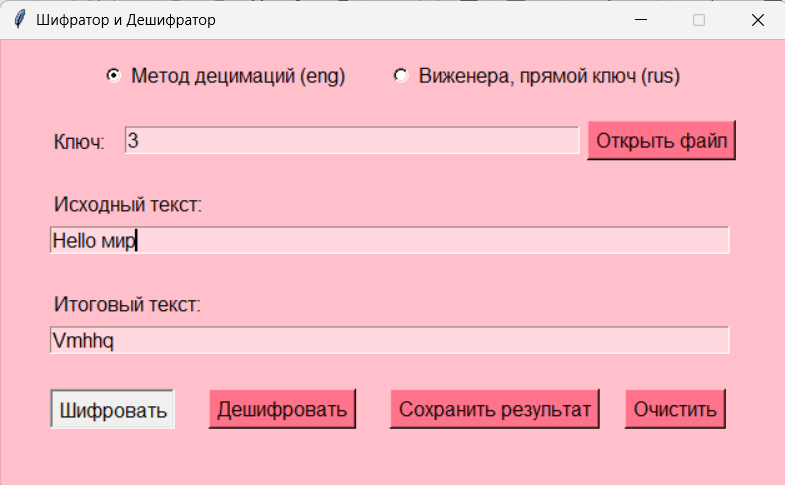 Шифратор и Дешифратор
Метод децимаций (eng) Виженера, прямой ключ (rus)
Ключ: 3 Открыть файл
Исходный текст:
Hello мир
Итоговый текст:
Vmhhq
Шифровать Дешифровать Сохранить результат Очистить